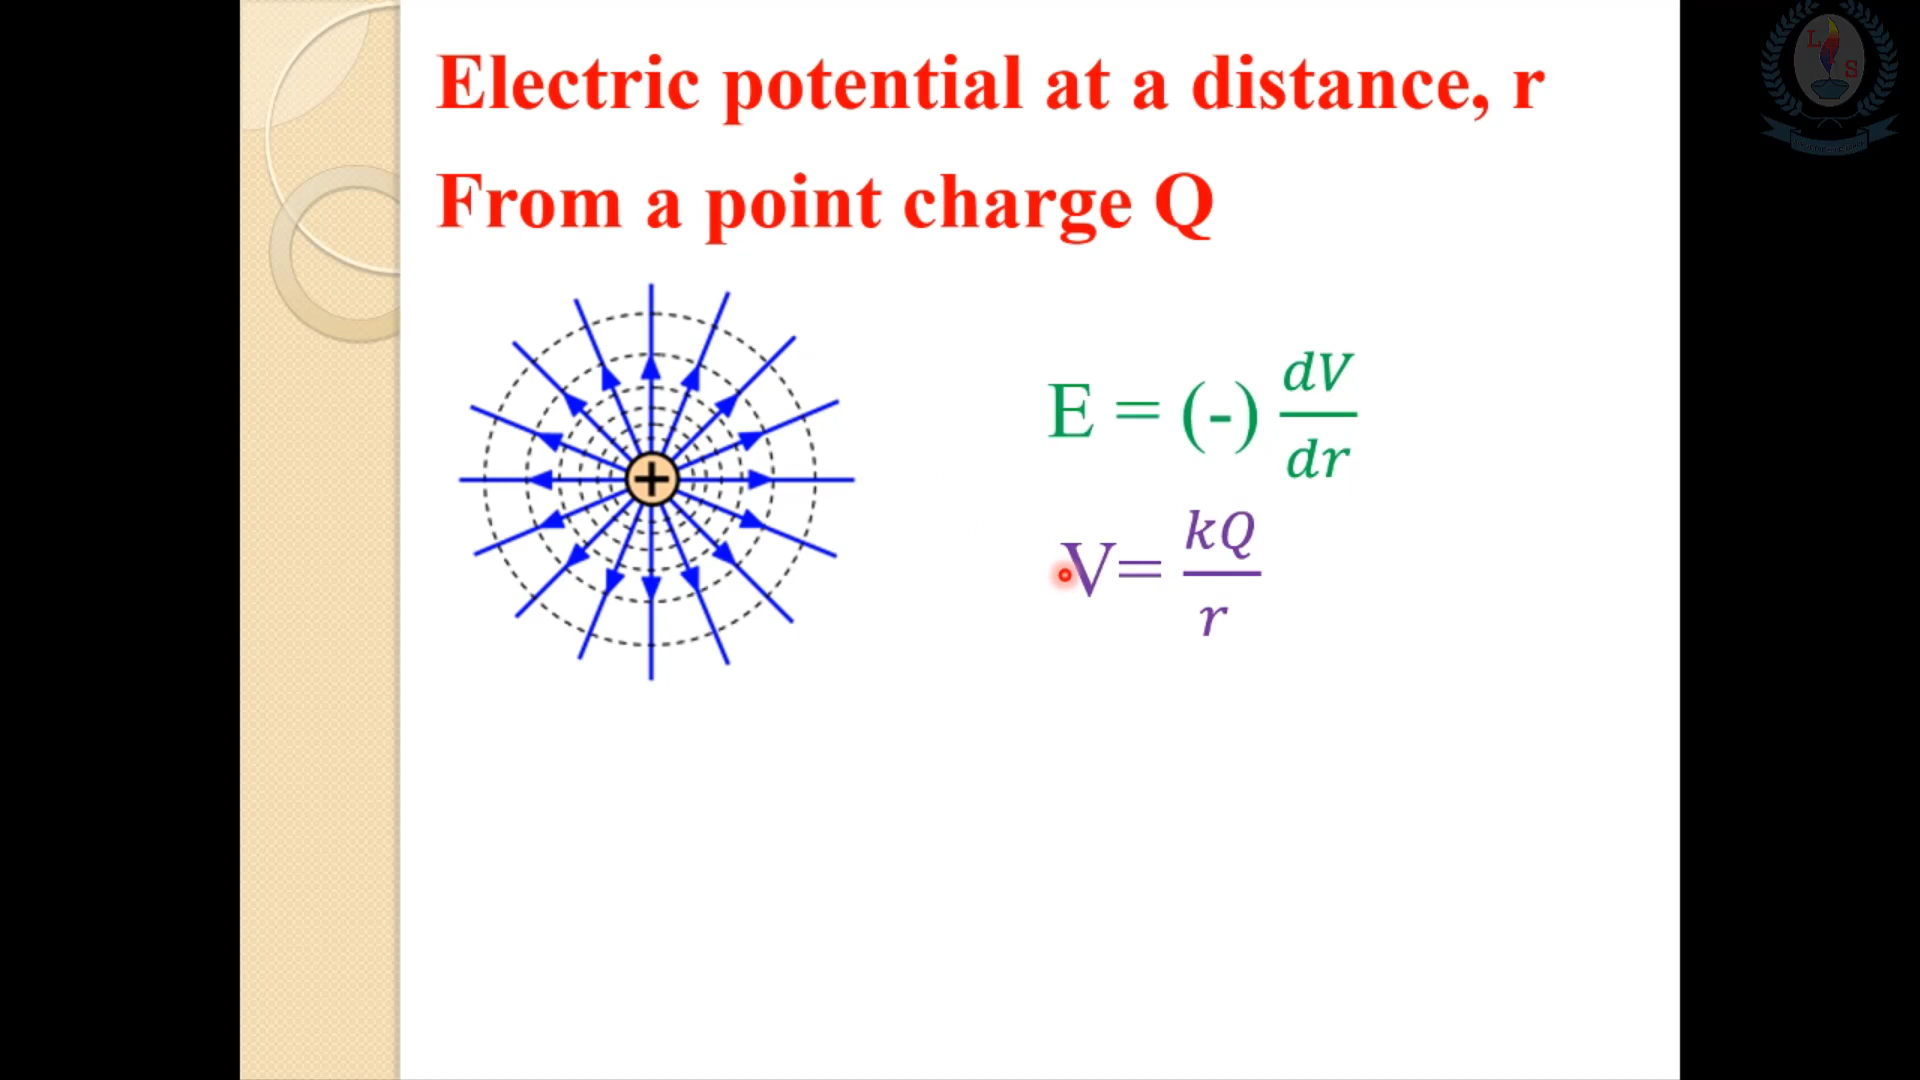 Electric potential at a distance, r
From a point charge Q
+
E = (-) dV/dr
V= kQ/r
L
S